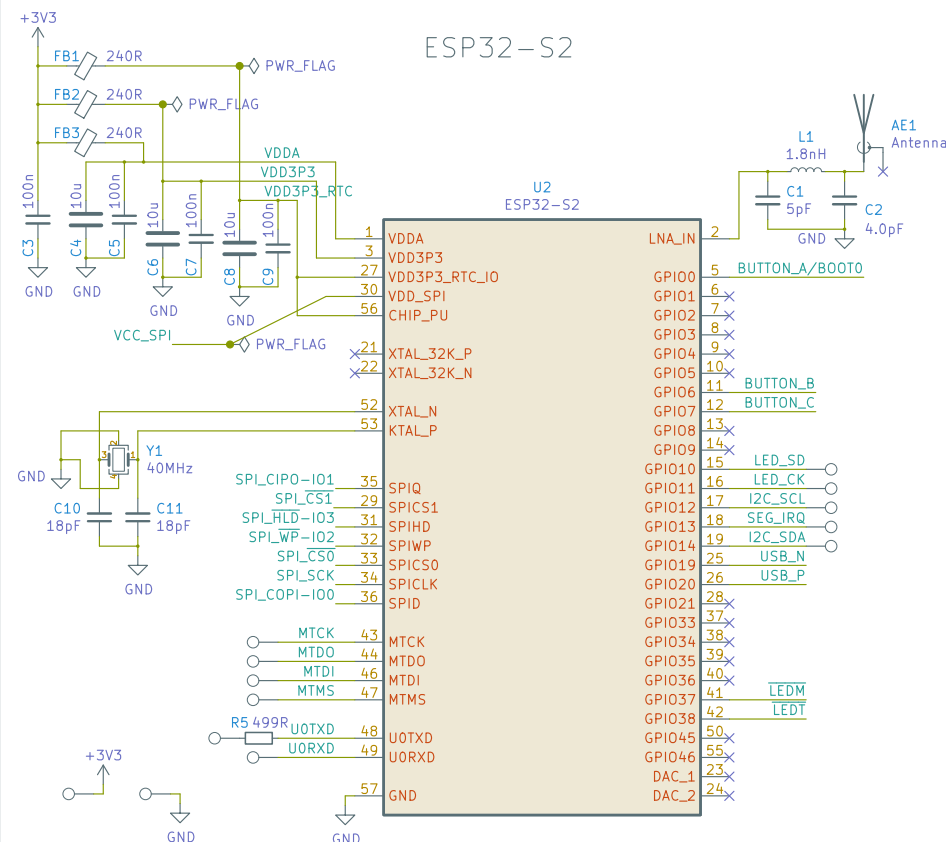 ESP32-S2
+3V3
FB1 240R PWR_FLAG
FB2 240R PWR_FLAG
FB3 240R
VDDA
VDD3P3
VDD3P3_RTC
100n C3
10u C4
100n C5
10u C6
100n C7
10u C8
100n C9
GND
GND
GND
GND
VCC_SPI PWR_FLAG
AE1
Antenna
L1
1.8nH
C1
5pF
C2
4.0pF
GND
U2
ESP32-S2
1 VDDA
3 VDD3P3
27 VDD3P3_RTC_IO
30 VDD_SPI
56 CHIP_PU
21 XTAL_32K_P
22 XTAL_32K_N
52 XTAL_N
53 KTAL_P
Y1
40MHz
1
2
3
4
GND
C10
18pF
C11
18pF
GND
SPI_CIPO-IO1 35 SPIQ
SPI_CS1 29 SPICS1
SPI_HLD-IO3 31 SPIHD
SPI_WP-IO2 32 SPIWP
SPI_CS0 33 SPICS0
SPI_SCK 34 SPICLK
SPI_COPI-IO0 36 SPID
MTCK 43 MTCK
MTDO 44 MTDO
MTDI 46 MTDI
MTMS 47 MTMS
R5 499R U0TXD 48 U0TXD
U0RXD 49 U0RXD
57 GND
GND
+3V3
GND
LNA_IN 2
GPIO0 5 BUTTON_A/BOOT0
GPIO1 6
GPIO2 7
GPIO3 8
GPIO4 9
GPIO5 10
GPIO6 11 BUTTON_B
GPIO7 12 BUTTON_C
GPIO8 13
GPIO9 14
GPIO10 15 LED_SD
GPIO11 16 LED_CK
GPIO12 17 I2C_SCL
GPIO13 18 SEG_IRQ
GPIO14 19 I2C_SDA
GPIO19 25 USB_N
GPIO20 26 USB_P
GPIO21 28
GPIO33 37
GPIO34 38
GPIO35 39
GPIO36 40
GPIO37 41 LEDM
GPIO38 42 LEDT
GPIO45 50
GPIO46 55
DAC_1 23
DAC_2 24